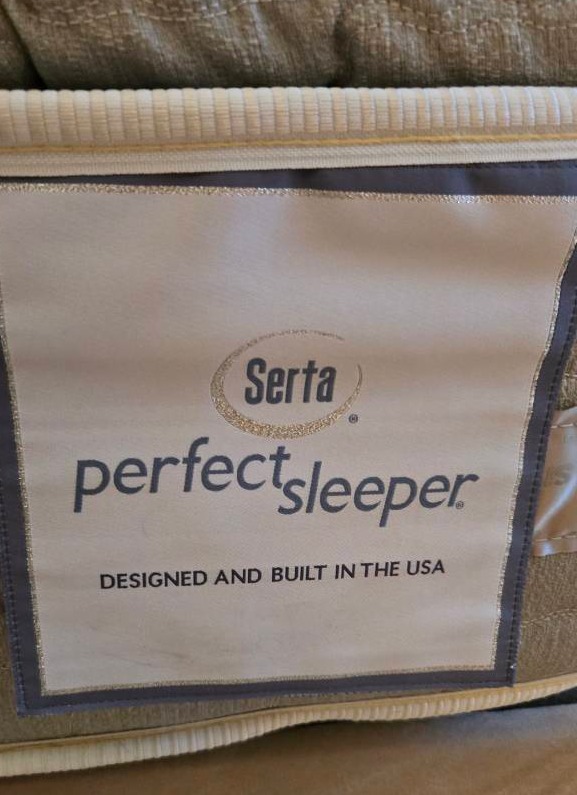 Serta®
perfect sleeper®
DESIGNED AND BUILT IN THE USA